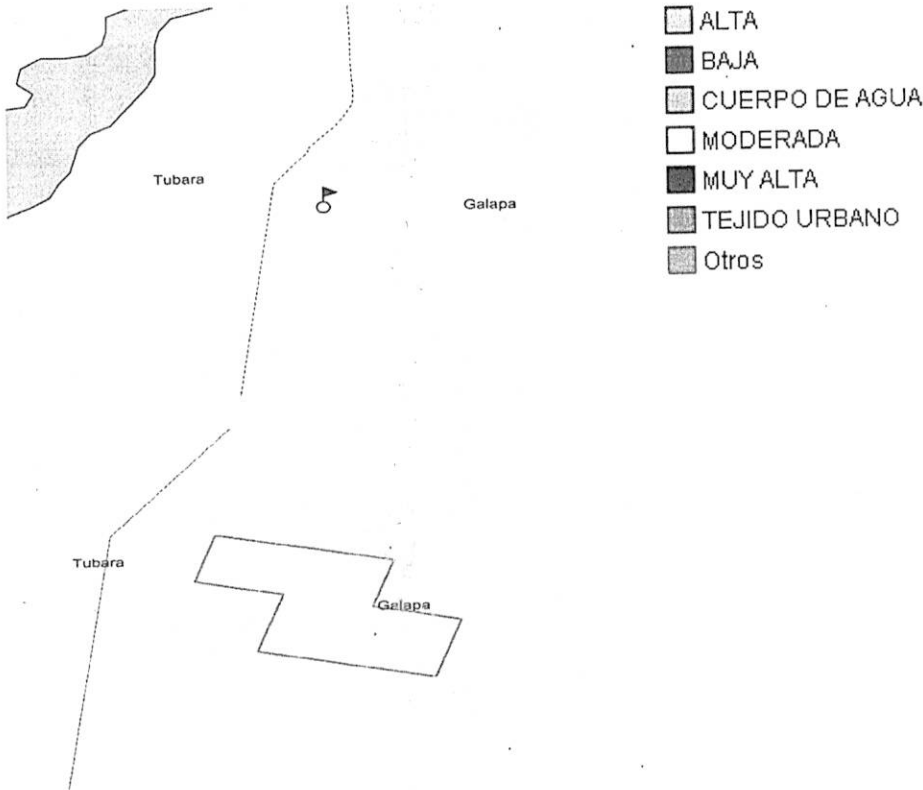 ALTA
BAJA
CUERPO DE AGUA
MODERADA
MUY ALTA
TEJIDO URBANO
Otros
Tubara
Galapa
Tubara
Galapa